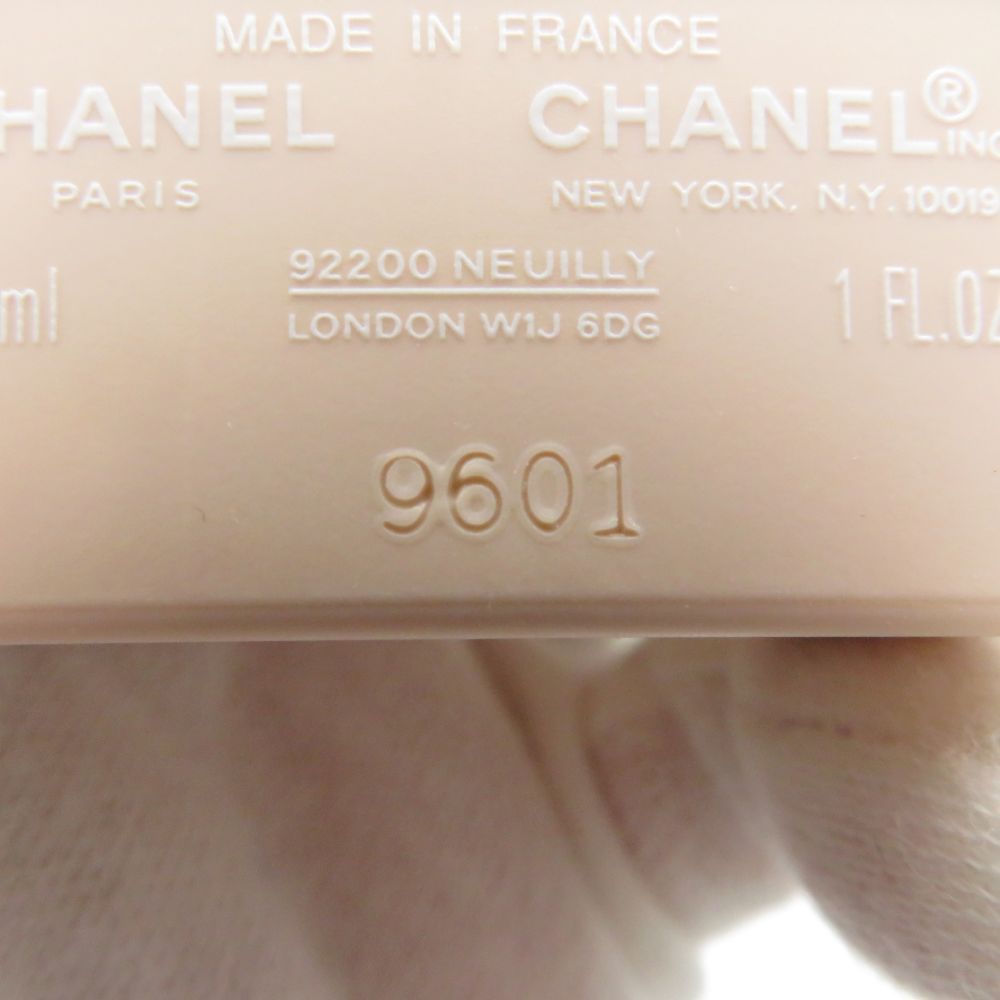 MADE IN FRANCE
HANEL CHANEL® INC
PARIS NEW YORK, N.Y. 10019
92200 NEUILLY
ml 1 FL.OZ
LONDON W1J 6DG
9601